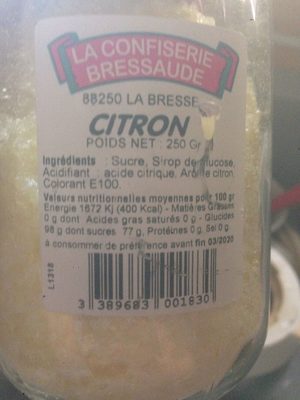 LA CONFISERIE
BRESSAUDE
88250 LA BRESSE
CITRON
POIDS NET : 250 Gr
Ingrédients : Sucre, Sirop de glucose,
Acidifiant : acide citrique, Arôme citron,
Colorant E100.
Valeurs nutritionnelles moyennes pour 100 gr
Energie 1672 Kj (400 Kcal) - Matières Grasses
0g dont Acides gras saturés 0 g - Glucides
98 g dont sucres 77 g, Protéines 0 g, Sel 0 g
à consommer de préférence avant fin 03/2020
L1318
3 389683 001830